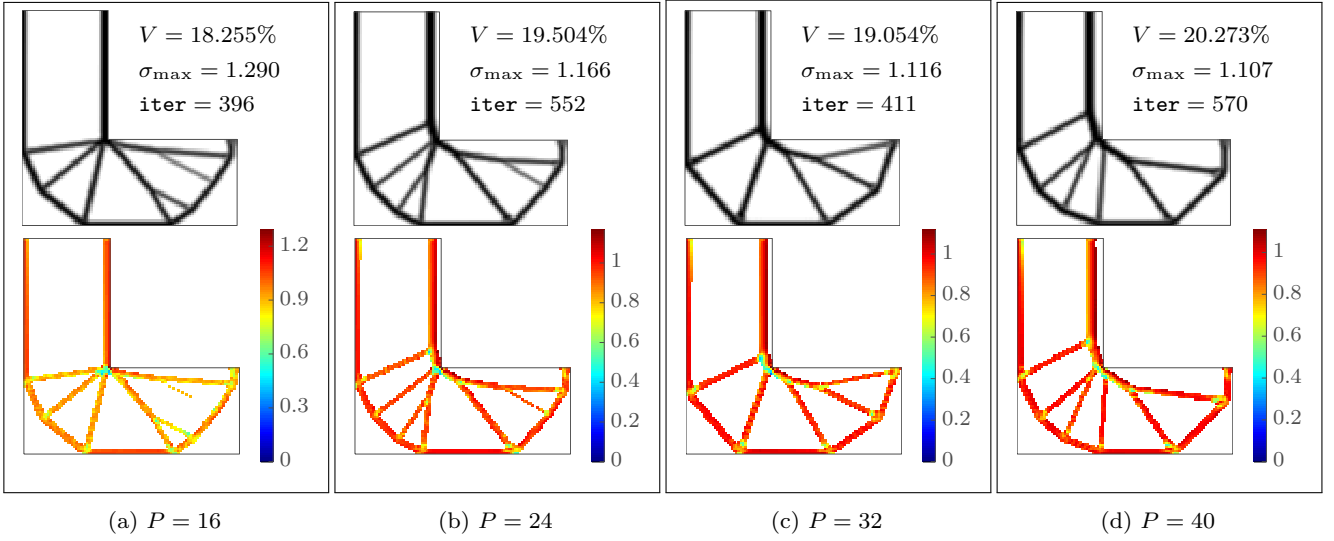 V = 18.255%
σmax = 1.290
iter = 396
1.2
0.9
0.6
0.3
0
(a) P = 16
V = 19.504%
σmax = 1.166
iter = 552
1
0.8
0.6
0.4
0.2
0
(b) P = 24
V = 19.054%
σmax = 1.116
iter = 411
1
0.8
0.6
0.4
0.2
0
(c) P = 32
V = 20.273%
σmax = 1.107
iter = 570
1
0.8
0.6
0.4
0.2
0
(d) P = 40